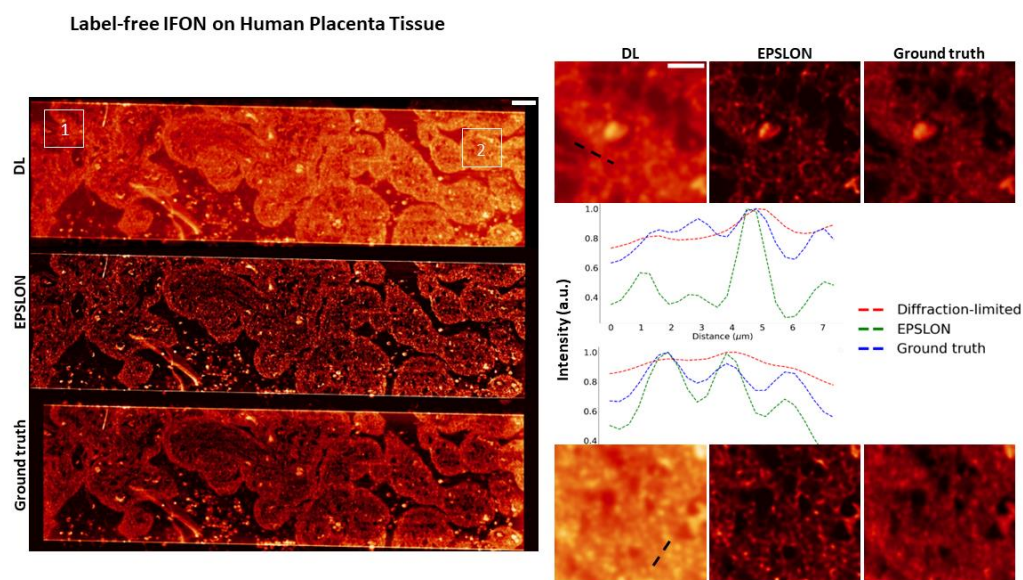 Label-free IFON on Human Placenta Tissue
DL
EPSLON
Ground truth
1
2
DL
EPSLON
Ground truth
Intensity (a.u.)
1.0
0.8
0.6
0.4
0
1
2
3
4
5
6
7
Distance (μm)
1.0
0.8
0.6
0.4
Diffraction-limited
EPSLON
Ground truth